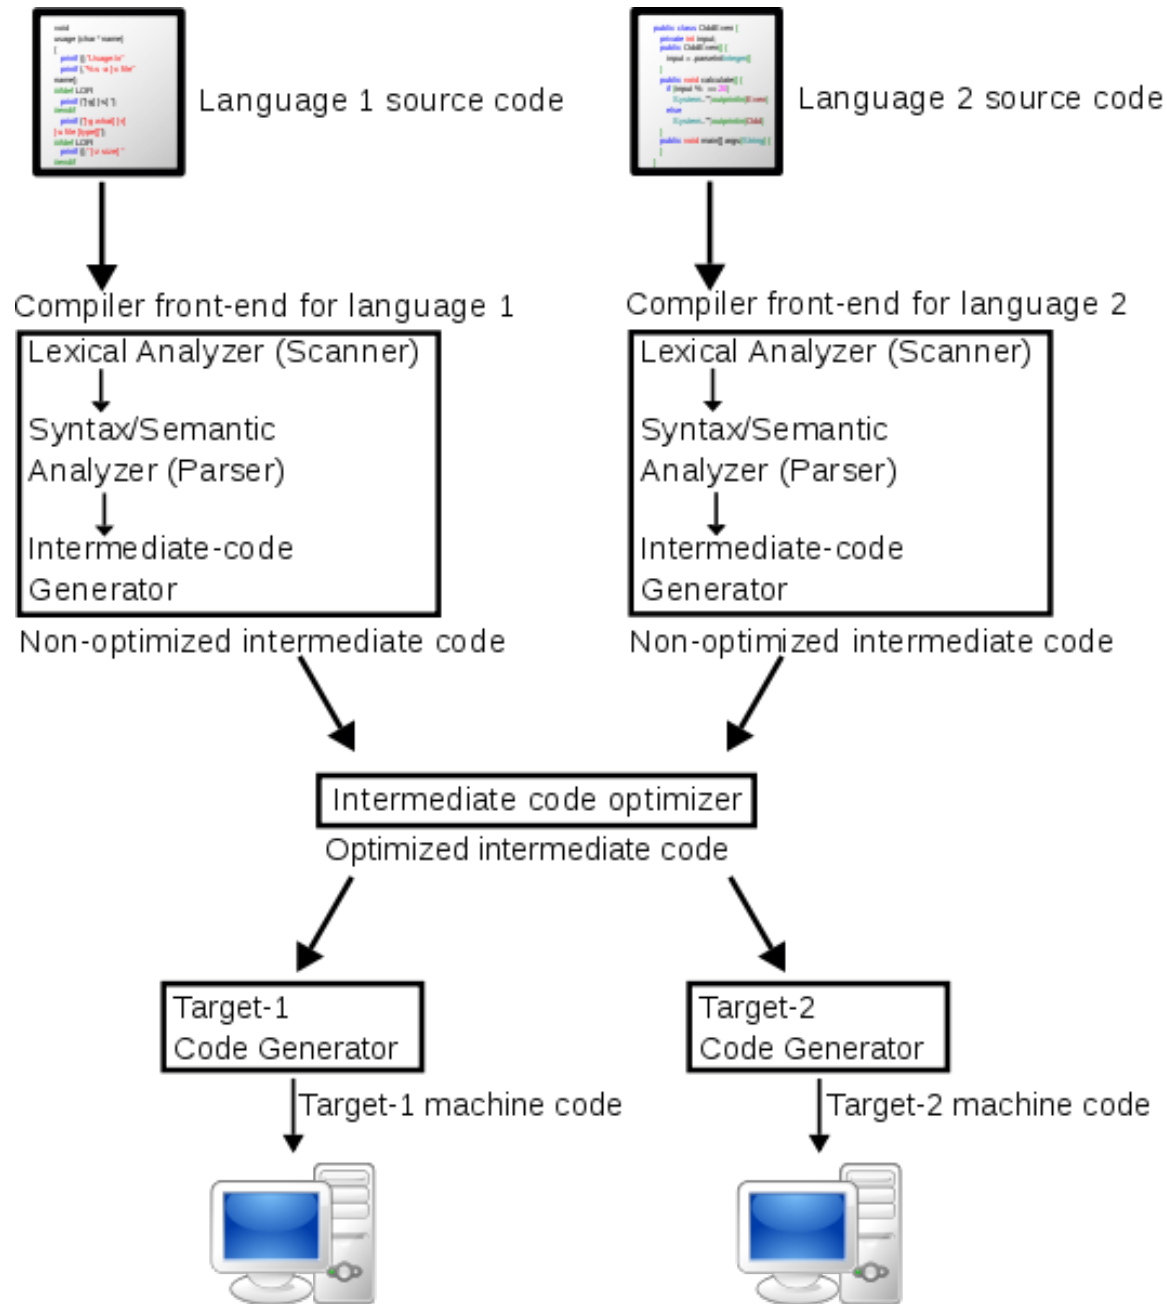 Language 1 source code
Language 2 source code
Compiler front-end for language 1
Lexical Analyzer (Scanner)
Syntax/Semantic
Analyzer (Parser)
Intermediate-code
Generator
Non-optimized intermediate code
Compiler front-end for language 2
Lexical Analyzer (Scanner)
Syntax/Semantic
Analyzer (Parser)
Intermediate-code
Generator
Non-optimized intermediate code
Intermediate code optimizer
Optimized intermediate code
Target-1
Code Generator
Target-1 machine code
Target-2
Code Generator
Target-2 machine code